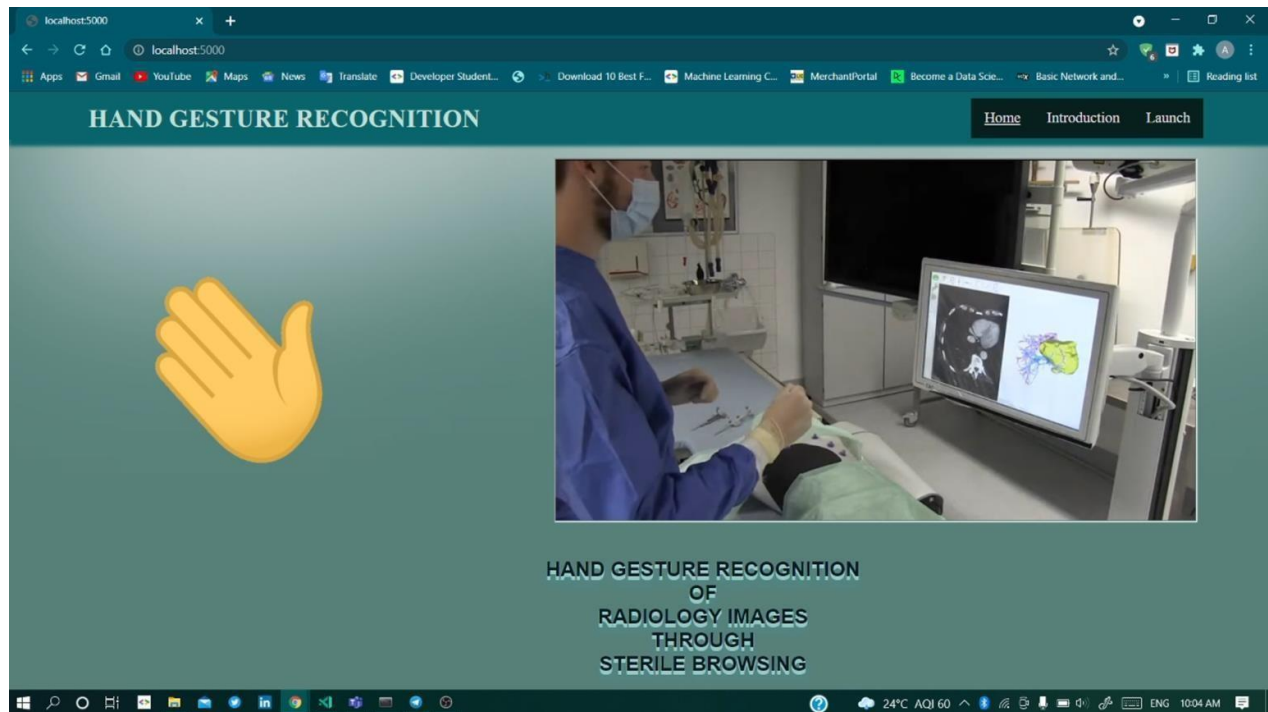 localhost:5000
localhost:5000
Apps Gmail YouTube Maps News Translate Developer Student... Download 10 Best F... Machine Learning C... MerchantPortal Become a Data Scie... Basic Network and... » Reading list
HAND GESTURE RECOGNITION
Home Introduction Launch
HAND GESTURE RECOGNITION
OF
RADIOLOGY IMAGES
THROUGH
STERILE BROWSING
24°C AQI 60 ENG 10:04 AM